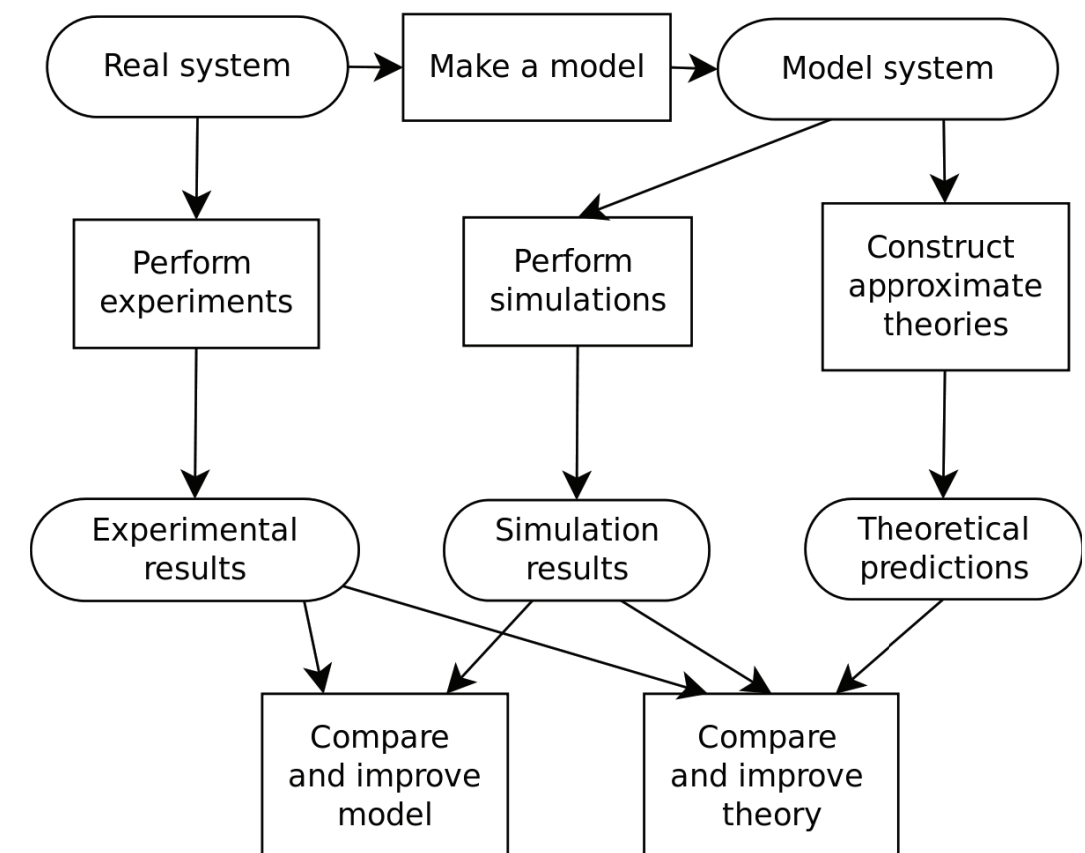 Real system
Make a model
Model system
Perform
experiments
Perform
simulations
Construct
approximate
theories
Experimental
results
Simulation
results
Theoretical
predictions
Compare
and improve
model
Compare
and improve
theory